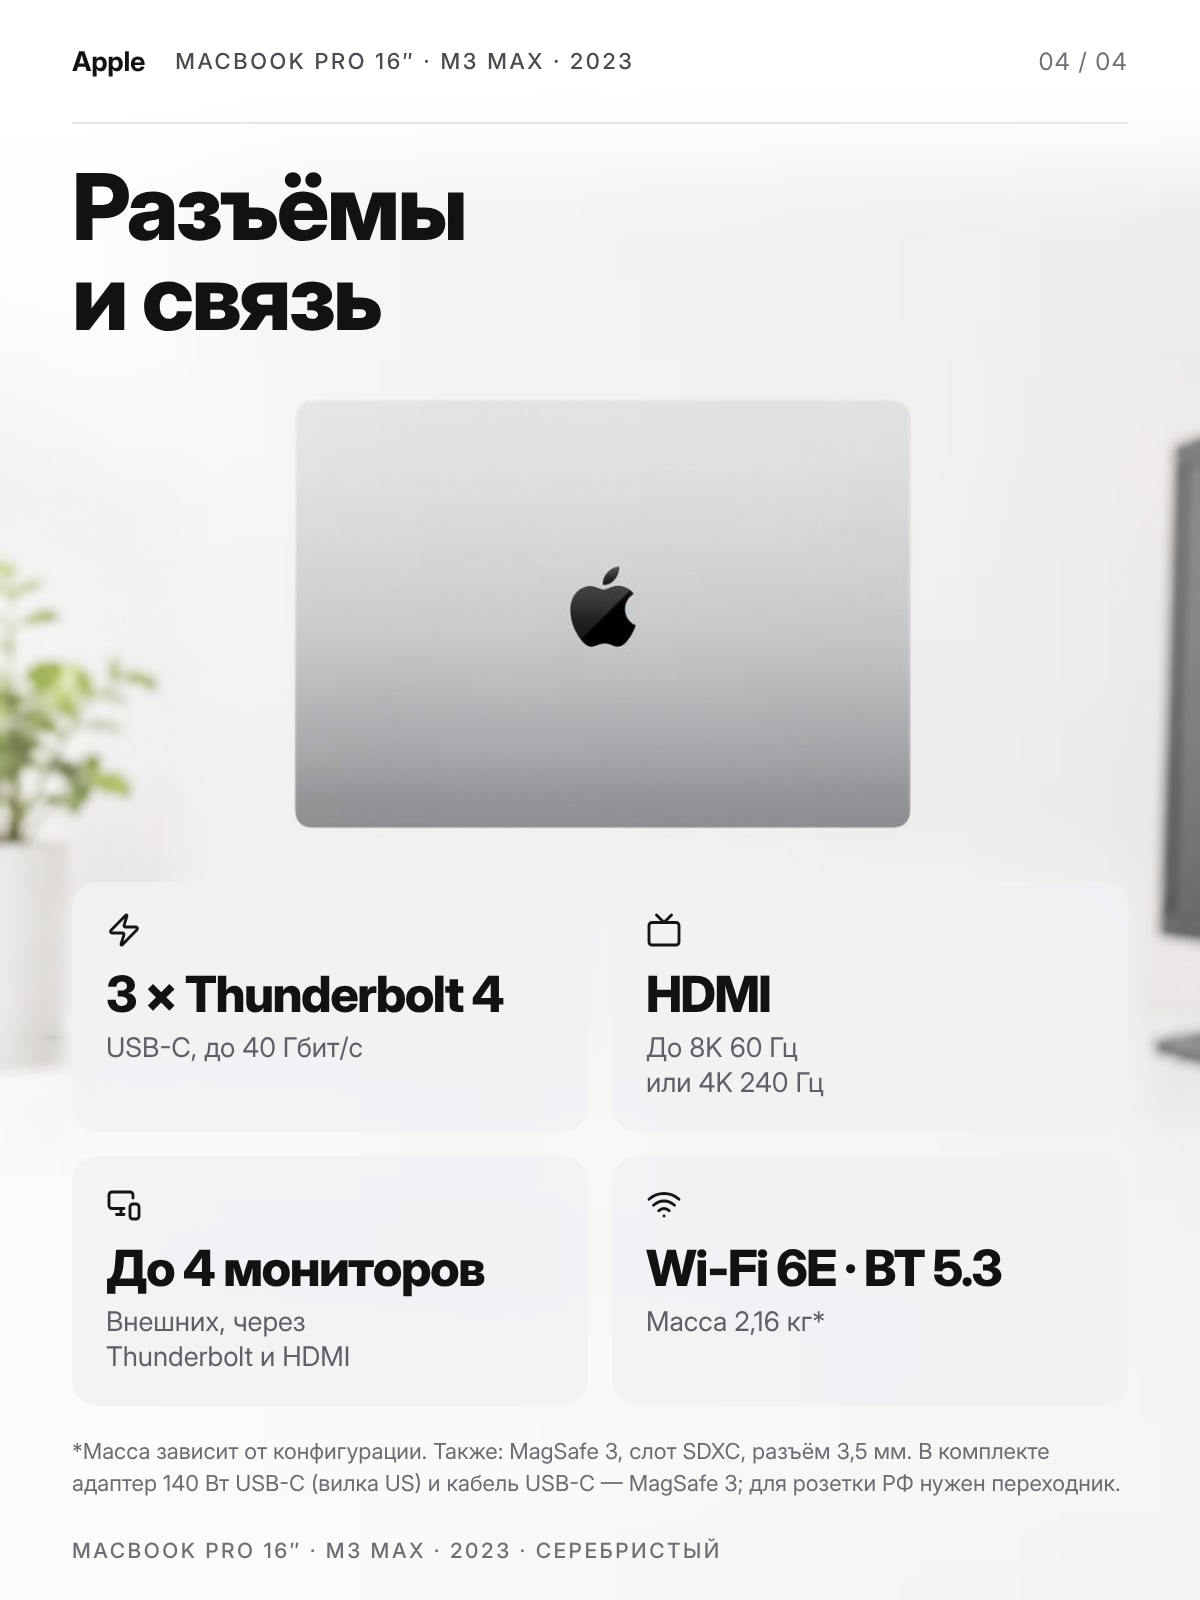 Apple MACBOOK PRO 16″ · M3 MAX · 2023 04 / 04
Разъёмы
и связь
3 × Thunderbolt 4
USB-C, до 40 Гбит/с
HDMI
До 8K 60 Гц
или 4K 240 Гц
До 4 мониторов
Внешних, через
Thunderbolt и HDMI
Wi-Fi 6E · BT 5.3
Масса 2,16 кг*
*Масса зависит от конфигурации. Также: MagSafe 3, слот SDXC, разъём 3,5 мм. В комплекте
адаптер 140 Вт USB-C (вилка US) и кабель USB-C — MagSafe 3; для розетки РФ нужен переходник.
MACBOOK PRO 16″ · M3 MAX · 2023 · СЕРЕБРИСТЫЙ